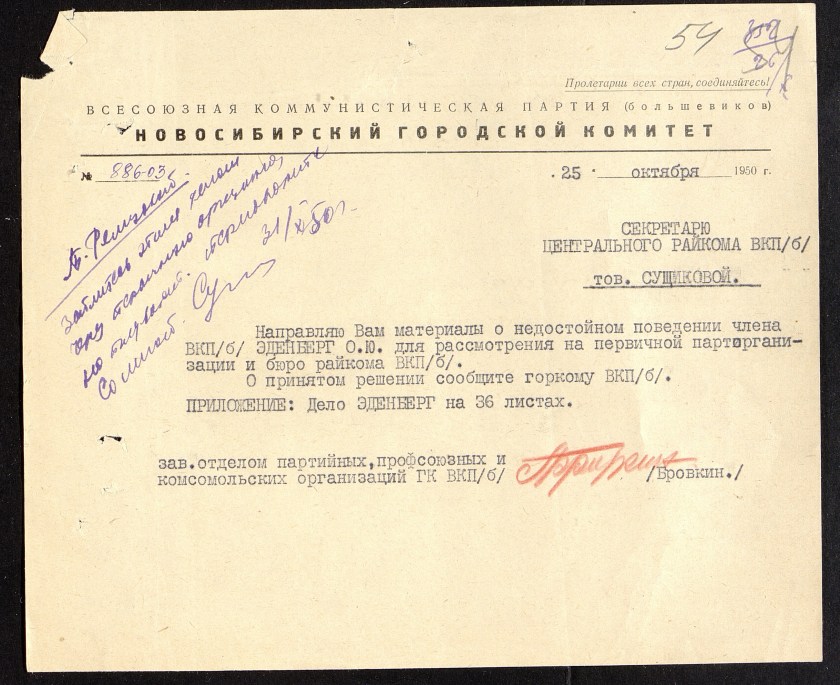 54
Пролетарии всех стран, соединяйтесь!
ВСЕСОЮЗНАЯ КОММУНИСТИЧЕСКАЯ ПАРТИЯ (большевиков)
НОВОСИБИРСКИЙ ГОРОДСКОЙ КОМИТЕТ
№ 886-03
25 октября 1950 г.
31/X-50г.
СЕКРЕТАРЮ
ЦЕНТРАЛЬНОГО РАЙКОМА ВКП/б/
тов. СУЩИКОВОЙ.
Направляю Вам материалы о недостойном поведении члена
ВКП/б/ ЭДЕНБЕРГ О.Ю. для рассмотрения на первичной парторгани-
зации и бюро райкома ВКП/б/.
О принятом решении сообщите горкому ВКП/б/.
ПРИЛОЖЕНИЕ: Дело ЭДЕНБЕРГ на 36 листах.
зав.отделом партийных,профсоюзных и
комсомольских организаций ГК ВКП/б/ /Бровкин./